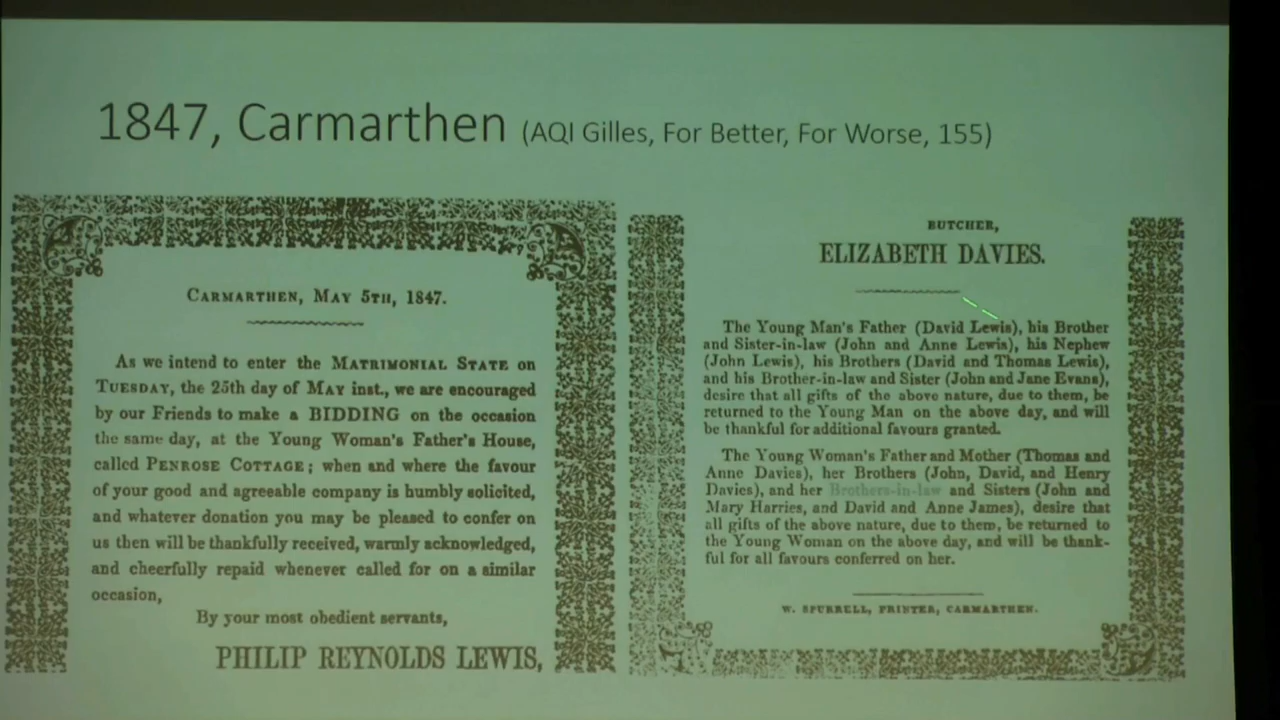 1847, Carmarthen (AQI Gilles, For Better, For Worse, 155)
CARMARTHEN, MAY 5TH, 1847.
As we intend to enter the MATRIMONIAL STATE on
TUESDAY, the 25th day of MAY inst., we are encouraged
by our Friends to make a BIDDING on the occasion
the same day, at the Young Woman's Father's House,
called PENROSE COTTAGE; when and where the favour
of your good and agreeable company is humbly solicited,
and whatever donation you may be pleased to confer on
us then will be thankfully received, warmly acknowledged,
and cheerfully repaid whenever called for on a similar
occasion,
By your most obedient servants,
PHILIP REYNOLDS LEWIS,
BUTCHER,
ELIZABETH DAVIES.
The Young Man's Father (David Lewis), his Brother
and Sister-in-law (John and Anne Lewis), his Nephew
(John Lewis), his Brothers (David and Thomas Lewis),
and his Brother-in-law and Sister (John and Jane Evans),
desire that all gifts of the above nature, due to them, be
returned to the Young Man on the above day, and will
be thankful for additional favours granted.
The Young Woman's Father and Mother (Thomas and
Anne Davies), her Brothers (John, David, and Henry
Davies), and her Brothers-in-law and Sisters (John and
Mary Harries, and David and Anne James), desire that
all gifts of the above nature, due to them, be returned to
the Young Woman on the above day, and will be thank-
ful for all favours conferred on her.
W. SPURRELL, PRINTER, CARMARTHEN.